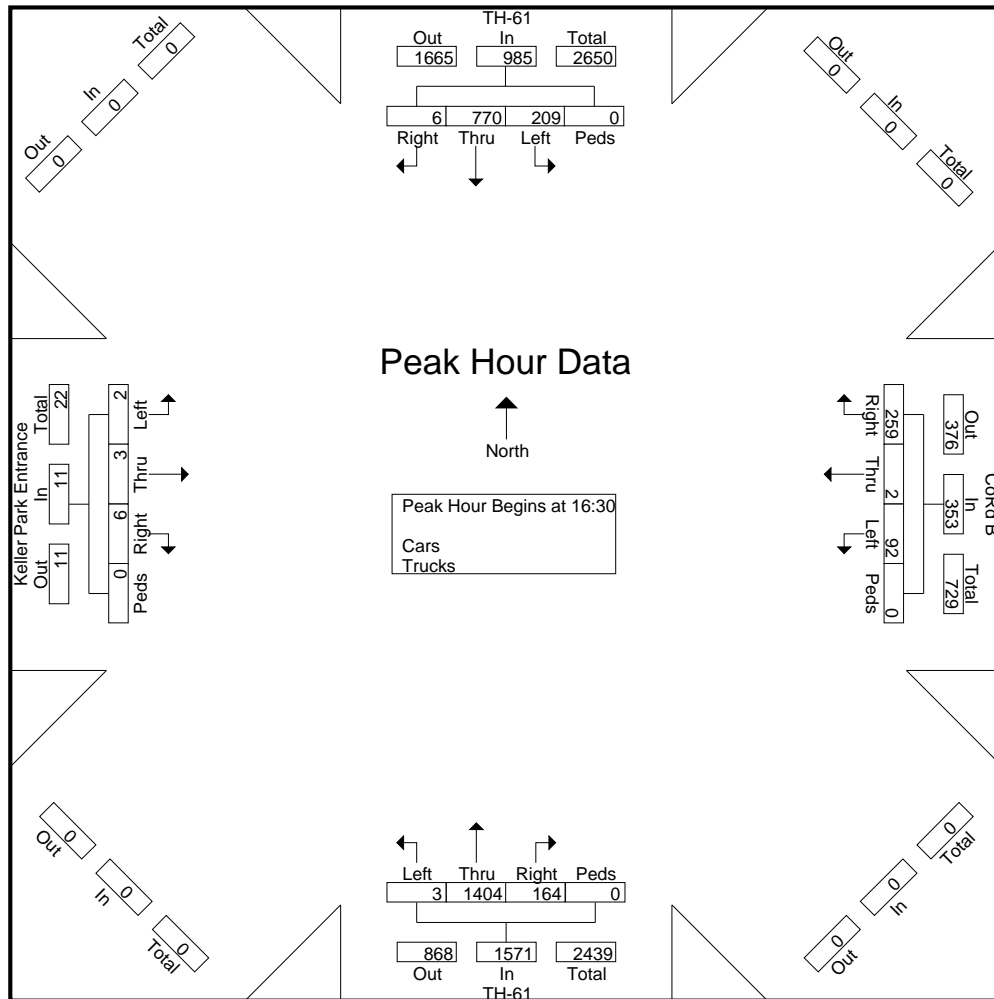 TH-61
Out In Total
1665 985 2650
6 770 209 0
Right Thru Left Peds
Total 0
In 0
Out 0
Out 0
In 0
Total 0
Peak Hour Data
North
Peak Hour Begins at 16:30
Cars
Trucks
Keller Park Entrance
Total 22
In 11
Out 11
2 Left
3 Thru
6 Right
0 Peds
Right 259
Thru 2
Left 92
Peds 0
Out 376
In 353
Total 729
CoRd B
Out 0
In 0
Total 0
Total 0
In 0
Out 0
Left Thru Right Peds
3 1404 164 0
868 1571 2439
Out In Total
TH-61